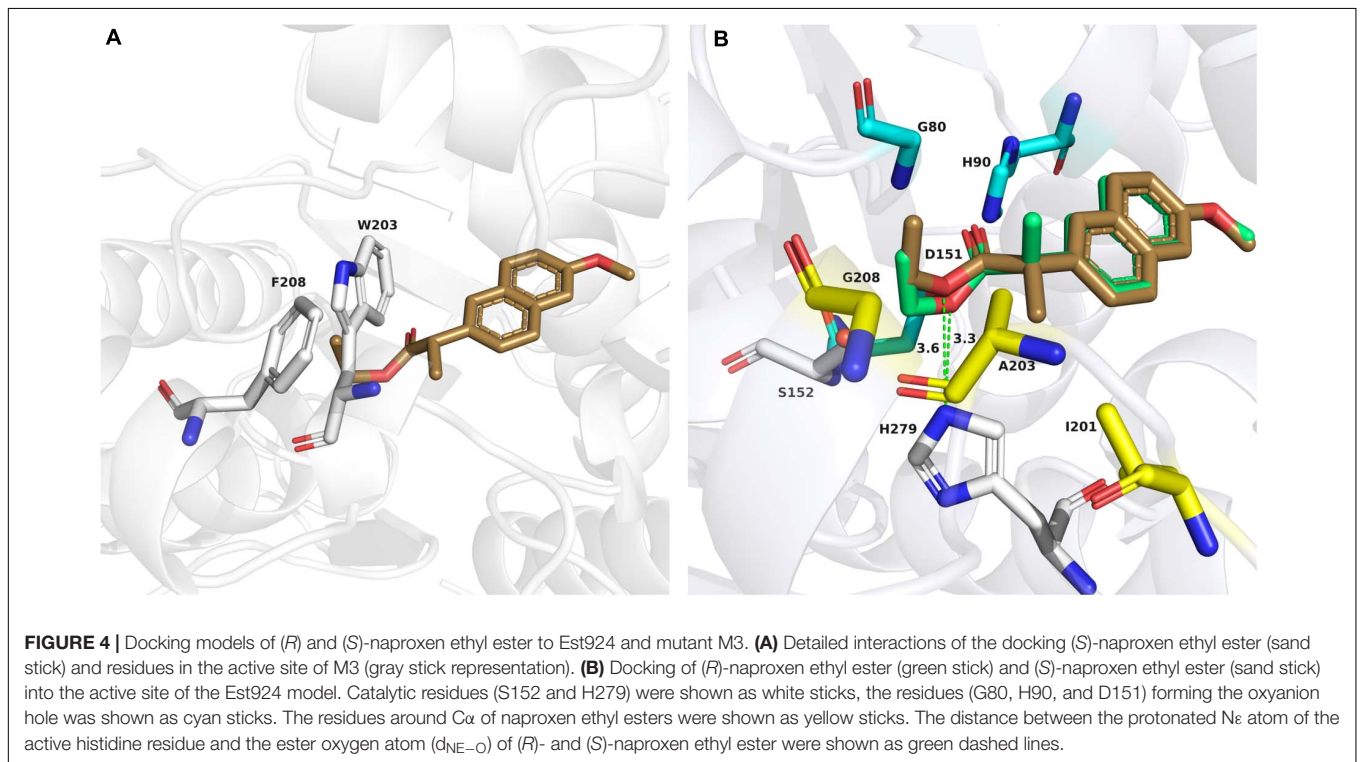 A
B
G80
H90
W203
D151
F208
G208
3.6
3.3
A203
S152
H279
I201
FIGURE 4 | Docking models of (R) and (S)-naproxen ethyl ester to Est924 and mutant M3. (A) Detailed interactions of the docking (S)-naproxen ethyl ester (sand
stick) and residues in the active site of M3 (gray stick representation). (B) Docking of (R)-naproxen ethyl ester (green stick) and (S)-naproxen ethyl ester (sand stick)
into the active site of the Est924 model. Catalytic residues (S152 and H279) were shown as white sticks, the residues (G80, H90, and D151) forming the oxyanion
hole was shown as cyan sticks. The residues around Cα of naproxen ethyl esters were shown as yellow sticks. The distance between the protonated Nε atom of the
active histidine residue and the ester oxygen atom (dNE−O) of (R)- and (S)-naproxen ethyl ester were shown as green dashed lines.